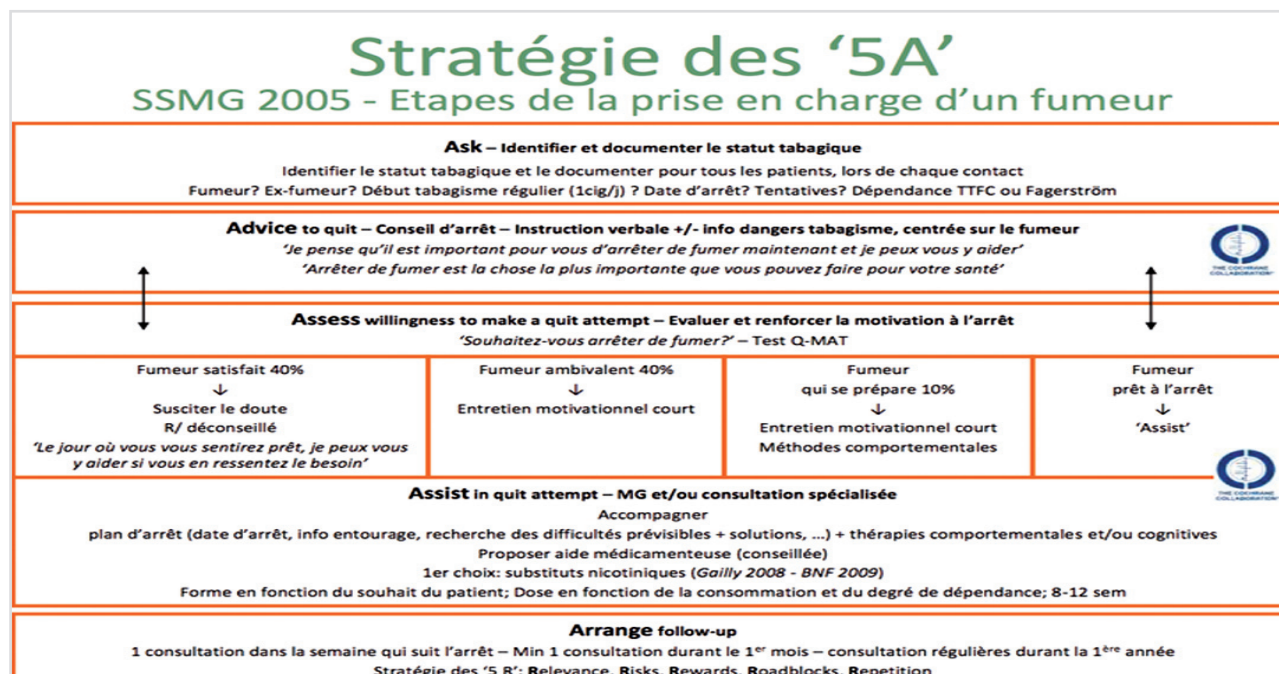 Stratégie des ‘5A’
SSMG 2005 - Etapes de la prise en charge d’un fumeur
Ask – Identifier et documenter le statut tabagique
Identifier le statut tabagique et le documenter pour tous les patients, lors de chaque contact
Fumeur? Ex-fumeur? Début tabagisme régulier (1cig/j) ? Date d’arrêt? Tentatives? Dépendance TTFC ou Fagerström
Advice to quit – Conseil d’arrêt – Instruction verbale +/- info dangers tabagisme, centrée sur le fumeur
‘Je pense qu’il est important pour vous d’arrêter de fumer maintenant et je peux vous y aider’
‘Arrêter de fumer est la chose la plus importante que vous pouvez faire pour votre santé’
THE COCHRANE
COLLABORATION®
Assess willingness to make a quit attempt – Evaluer et renforcer la motivation à l’arrêt
‘Souhaitez-vous arrêter de fumer?’ – Test Q-MAT
Fumeur satisfait 40%
↓
Susciter le doute
R/ déconseillé
‘Le jour où vous vous sentirez prêt, je peux vous
y aider si vous en ressentez le besoin’
Fumeur ambivalent 40%
↓
Entretien motivationnel court
Fumeur
qui se prépare 10%
↓
Entretien motivationnel court
Méthodes comportementales
Fumeur
prêt à l’arrêt
↓
‘Assist’
THE COCHRANE
COLLABORATION®
Assist in quit attempt – MG et/ou consultation spécialisée
Accompagner
plan d’arrêt (date d’arrêt, info entourage, recherche des difficultés prévisibles + solutions, ...) + thérapies comportementales et/ou cognitives
Proposer aide médicamenteuse (conseillée)
1er choix: substituts nicotiniques (Gailly 2008 - BNF 2009)
Forme en fonction du souhait du patient; Dose en fonction de la consommation et du degré de dépendance; 8-12 sem
Arrange follow-up
1 consultation dans la semaine qui suit l’arrêt – Min 1 consultation durant le 1er mois – consultation régulières durant la 1ère année
Stratégie des ‘5 R’: Relevance, Risks, Rewards, Roadblocks, Repetition